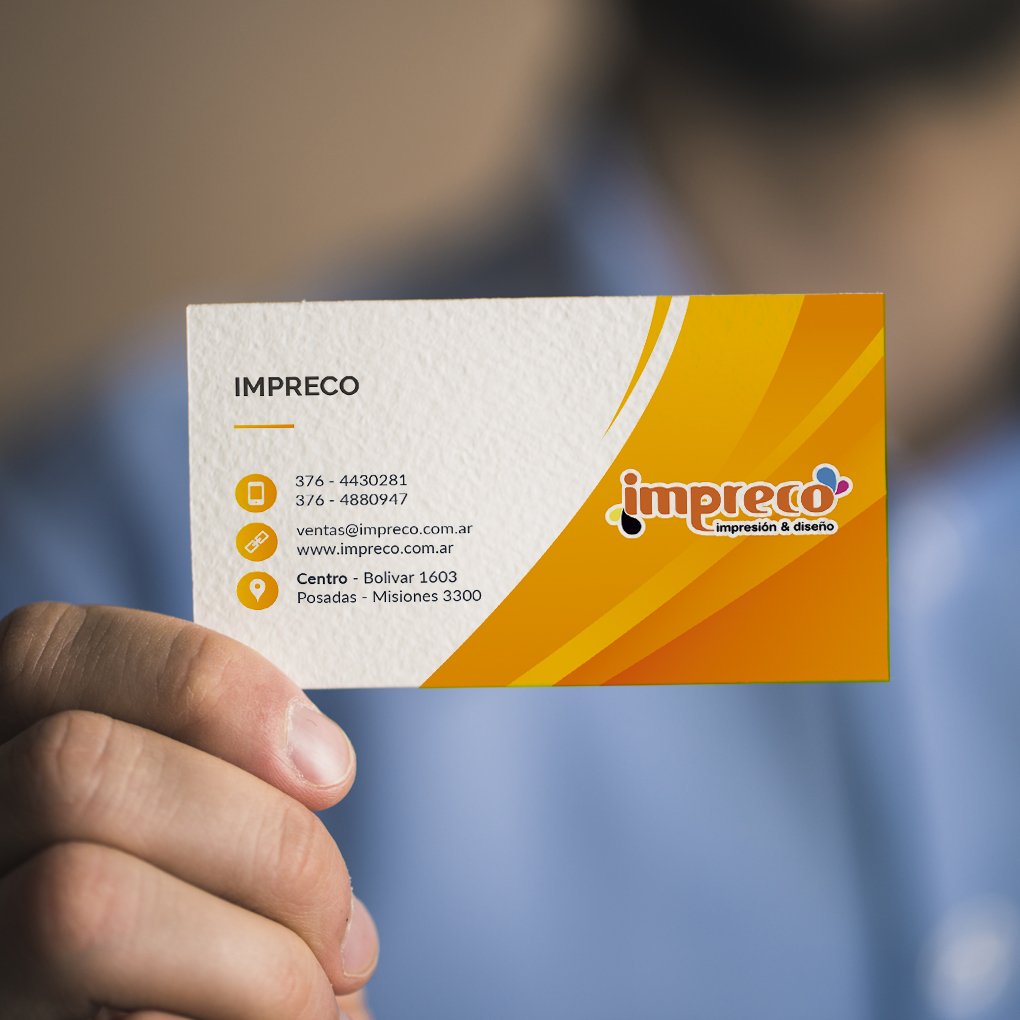 IMPRECO
376 - 4430281
376 - 4880947
ventas@impreco.com.ar
www.impreco.com.ar
Centro - Bolivar 1603
Posadas - Misiones 3300
impreco
impresión & diseño